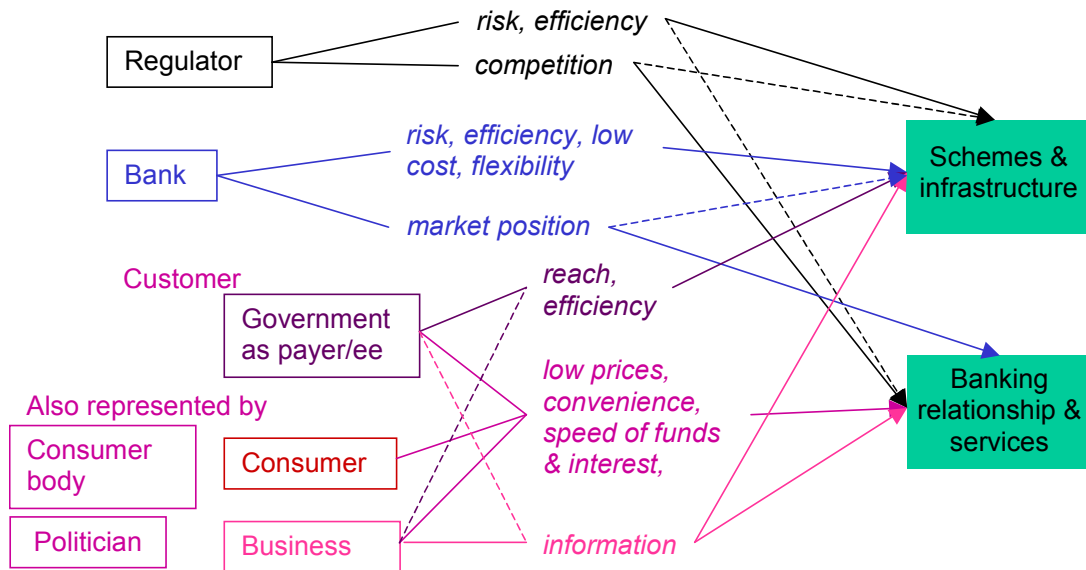 risk, efficiency
Regulator
competition
risk, efficiency, low
cost, flexibility
Schemes &
infrastructure
Bank
market position
Customer
reach,
efficiency
Government
as payer/ee
low prices,
convenience,
speed of funds
& interest,
Banking
relationship &
services
Also represented by
Consumer
body
Consumer
Politician
Business
information